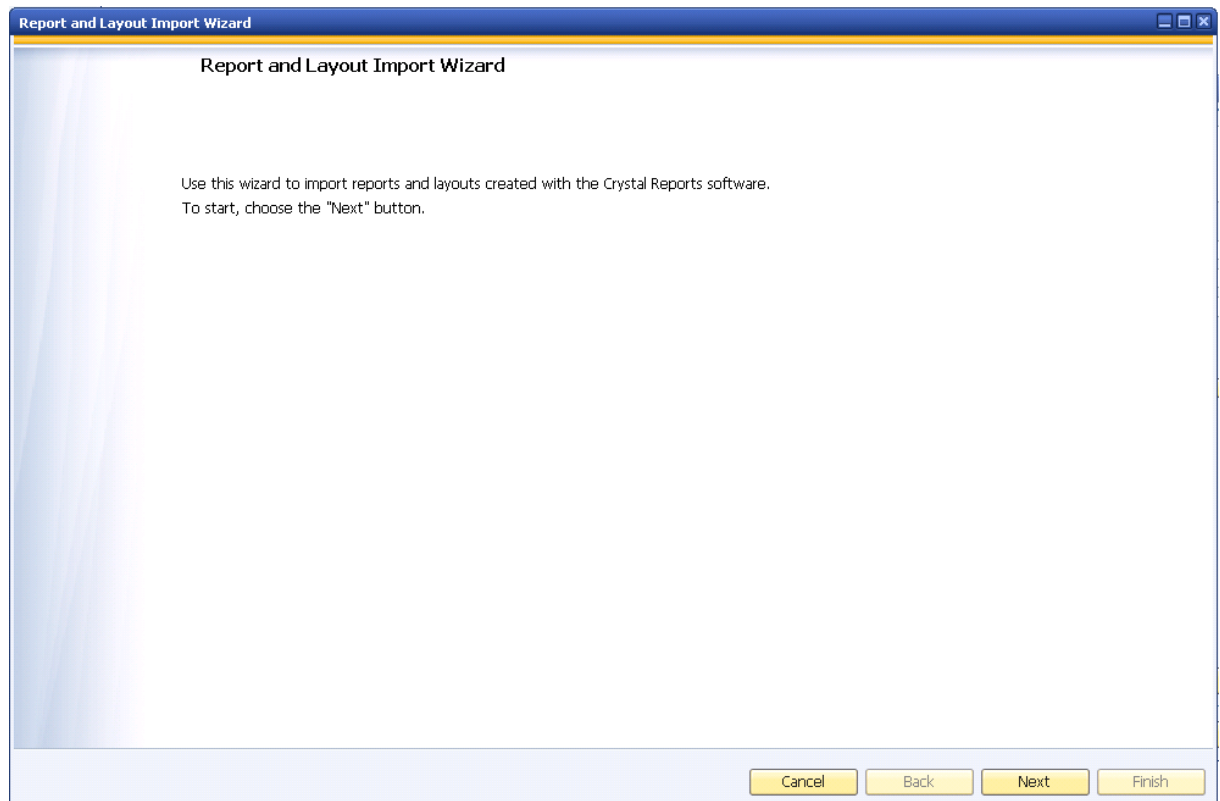 Report and Layout Import Wizard
Report and Layout Import Wizard
Use this wizard to import reports and layouts created with the Crystal Reports software.
To start, choose the "Next" button.
Cancel Back Next Finish